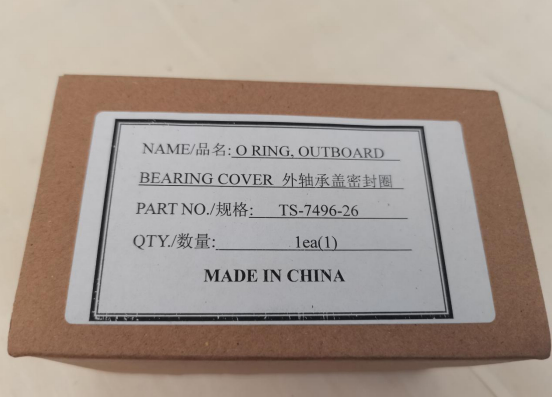 NAME/品名: O RING, OUTBOARD
BEARING COVER 外轴承盖密封圈
PART NO./规格: TS-7496-26
QTY./数量: 1ea(1)
MADE IN CHINA